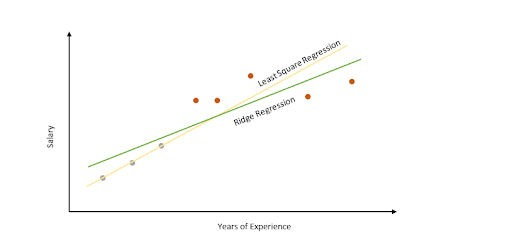 Least Square Regression
Ridge Regression
Salary
Years of Experience